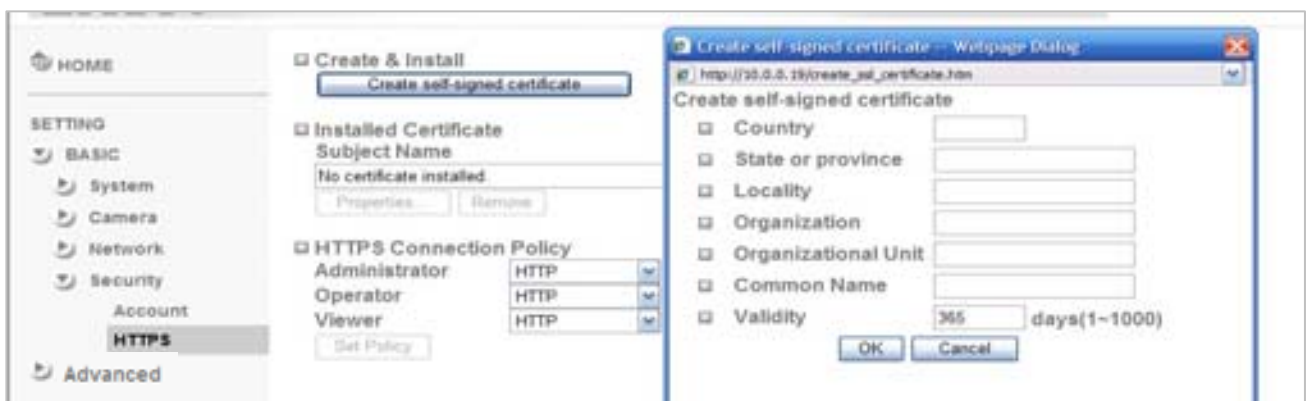 HOME
SETTING
BASIC
System
Camera
Network
Security
Account
HTTPS
Advanced
Create & Install
Create self-signed certificate
Installed Certificate
Subject Name
No certificate installed
Properties...
Remove
HTTPS Connection Policy
Administrator HTTP
Operator HTTP
Viewer HTTP
Set Policy
Create self-signed certificate -- Webpage Dialog
http://10.0.0.19/create_ssl_certificate.htm
Create self-signed certificate
Country
State or province
Locality
Organization
Organizational Unit
Common Name
Validity 365 days(1~1000)
OK Cancel